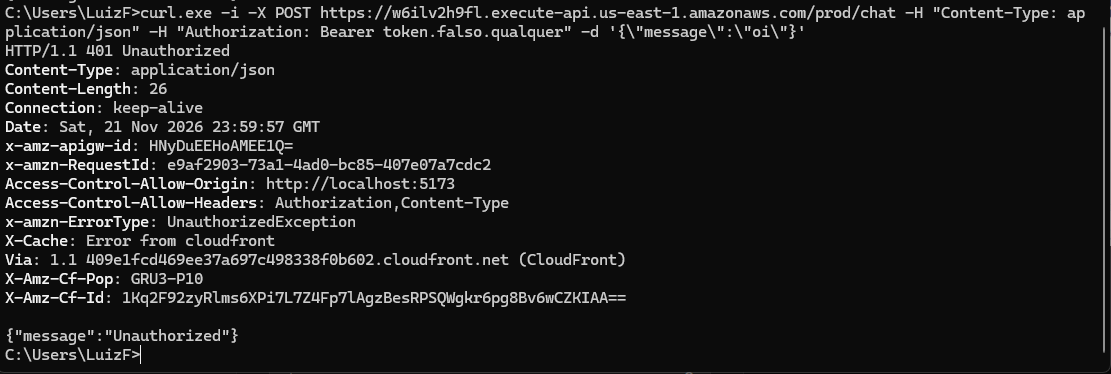 C:\Users\LuizF>curl.exe -i -X POST https://w6ilv2h9fl.execute-api.us-east-1.amazonaws.com/prod/chat -H "Content-Type: ap
plication/json" -H "Authorization: Bearer token.falso.qualquer" -d '{\"message\":\"oi\"}'
HTTP/1.1 401 Unauthorized
Content-Type: application/json
Content-Length: 26
Connection: keep-alive
Date: Sat, 21 Nov 2026 23:59:57 GMT
x-amz-apigw-id: HNyDuEEHoAMEE1Q=
x-amzn-RequestId: e9af2903-73a1-4ad0-bc85-407e07a7cdc2
Access-Control-Allow-Origin: http://localhost:5173
Access-Control-Allow-Headers: Authorization,Content-Type
x-amzn-ErrorType: UnauthorizedException
X-Cache: Error from cloudfront
Via: 1.1 409e1fcd469ee37a697c498338f0b602.cloudfront.net (CloudFront)
X-Amz-Cf-Pop: GRU3-P10
X-Amz-Cf-Id: 1Kq2F92zyRlms6XPi7L7Z4Fp7lAgzBesRPSQWgkr6pg8Bv6wCZKIAA==

{"message":"Unauthorized"}
C:\Users\LuizF>